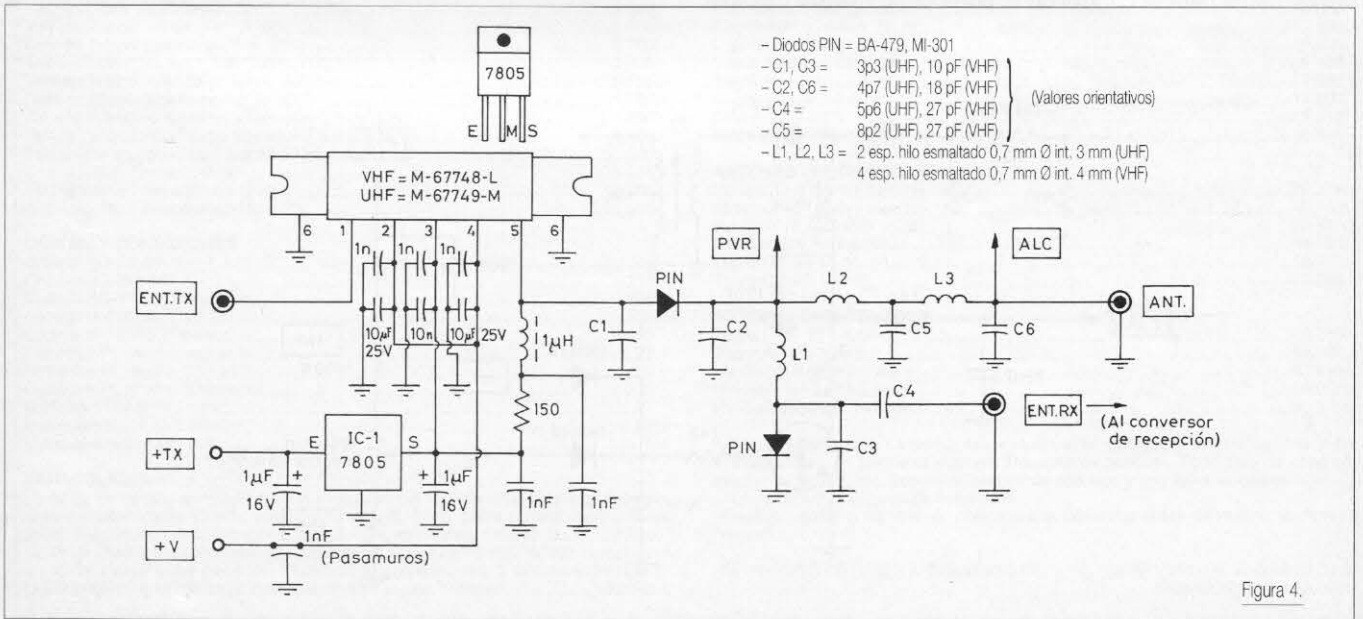 7805
E M S
– Diodos PIN = BA-479, MI-301
– C1, C3 = 3p3 (UHF), 10 pF (VHF)
– C2, C6 = 4p7 (UHF), 18 pF (VHF)
– C4 = 5p6 (UHF), 27 pF (VHF)
– C5 = 8p2 (UHF), 27 pF (VHF)
(Valores orientativos)
– L1, L2, L3 = 2 esp. hilo esmaltado 0,7 mm Ø int. 3 mm (UHF)
4 esp. hilo esmaltado 0,7 mm Ø int. 4 mm (VHF)
VHF = M-67748-L
UHF = M-67749-M
6 1 2 3 4 5 6
1n 1n 1n
ENT.TX
10µF 25V
10n
10µF 25V
1µH
150
PVR
ALC
PIN
L2
L3
ANT.
C1
C2
C5
C6
L1
C4
ENT.RX
(Al conversor
de recepción)
PIN
C3
+TX
E
IC-1
7805
S
1µF
+
16V
+
1µF
16V
1nF
1nF
+V
1nF
(Pasamuros)
Figura 4.